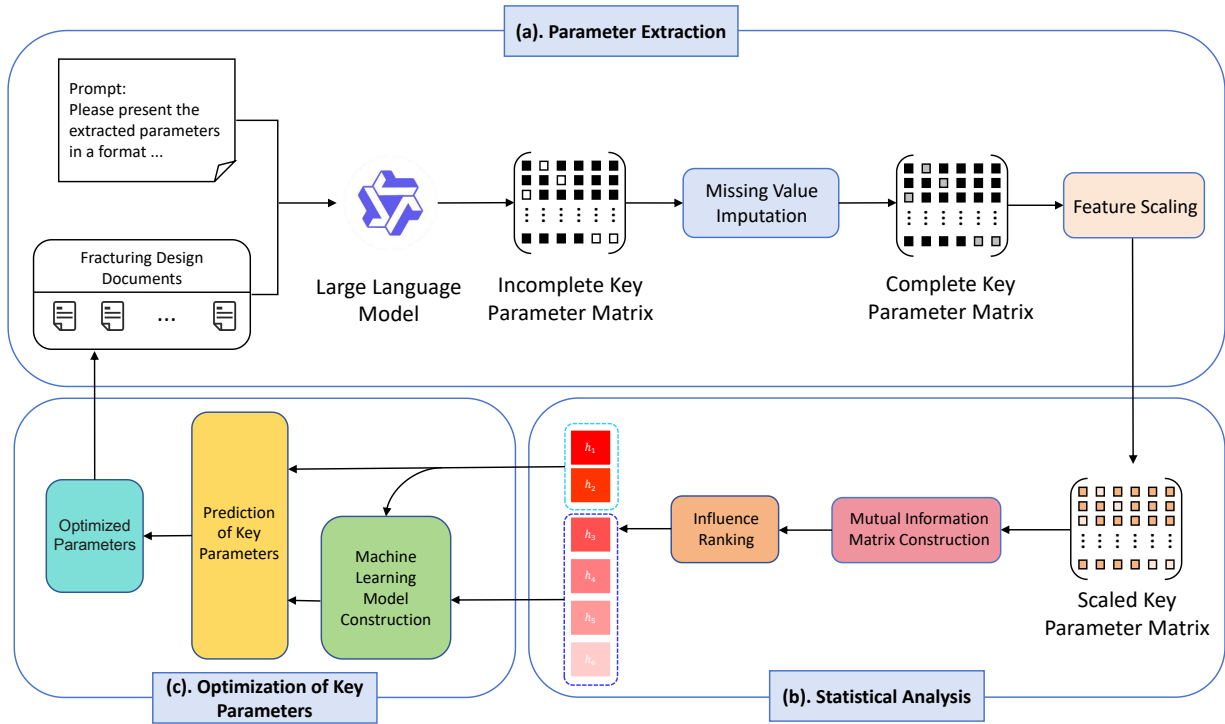 (a). Parameter Extraction
Prompt:
Please present the
extracted parameters
in a format ...
Fracturing Design
Documents
...
Large Language
Model
Incomplete Key
Parameter Matrix
Missing Value
Imputation
Complete Key
Parameter Matrix
Feature Scaling
Scaled Key
Parameter Matrix
Mutual Information
Matrix Construction
Influence
Ranking
h₁
h₂
h₃
h₄
h₅
h₆
(b). Statistical Analysis
Machine
Learning
Model
Construction
Prediction
of Key
Parameters
Optimized
Parameters
(c). Optimization of Key
Parameters